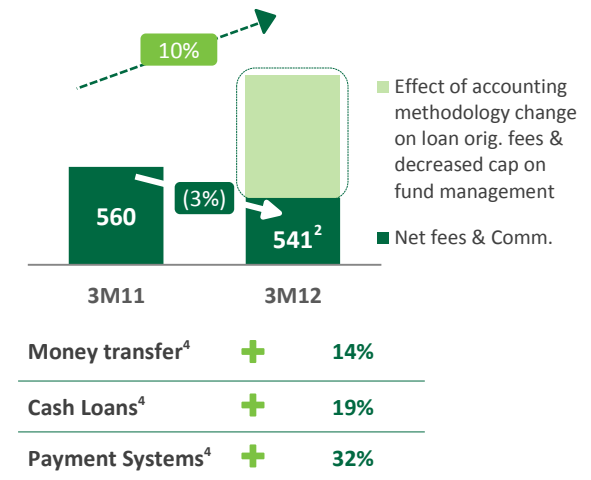 10%
Effect of accounting
methodology change
on loan orig. fees &
decreased cap on
fund management
(3%)
560
541²
Net fees & Comm.
3M11 3M12
Money transfer⁴ + 14%
Cash Loans⁴ + 19%
Payment Systems⁴ + 32%